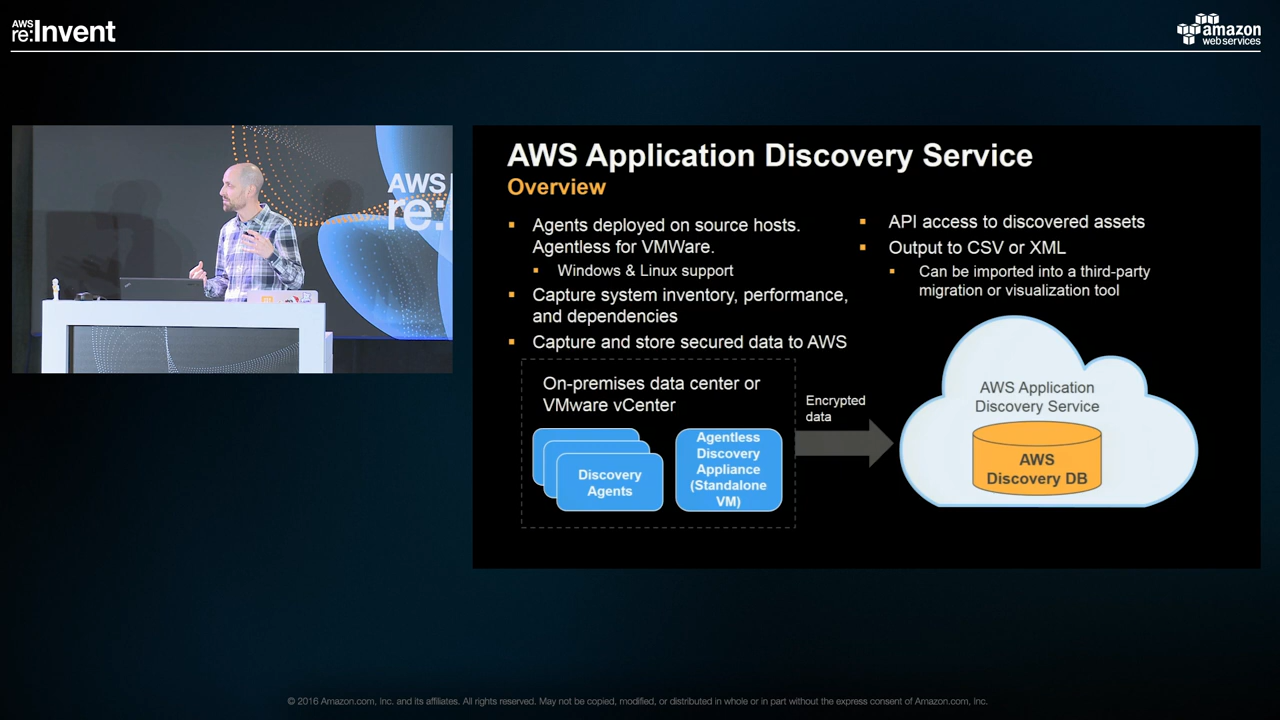 AWS
re:Invent
amazon
web services
AWS
re:
AWS Application Discovery Service
Overview
Agents deployed on source hosts.
Agentless for VMWare.
Windows & Linux support
Capture system inventory, performance,
and dependencies
Capture and store secured data to AWS
API access to discovered assets
Output to CSV or XML
Can be imported into a third-party
migration or visualization tool
On-premises data center or
VMware vCenter
Discovery
Agents
Agentless
Discovery
Appliance
(Standalone
VM)
Encrypted
data
AWS Application
Discovery Service
AWS
Discovery DB
© 2016 Amazon.com, Inc. and its affiliates. All rights reserved. May not be copied, modified, or distributed in whole or in part without the express consent of Amazon.com, Inc.